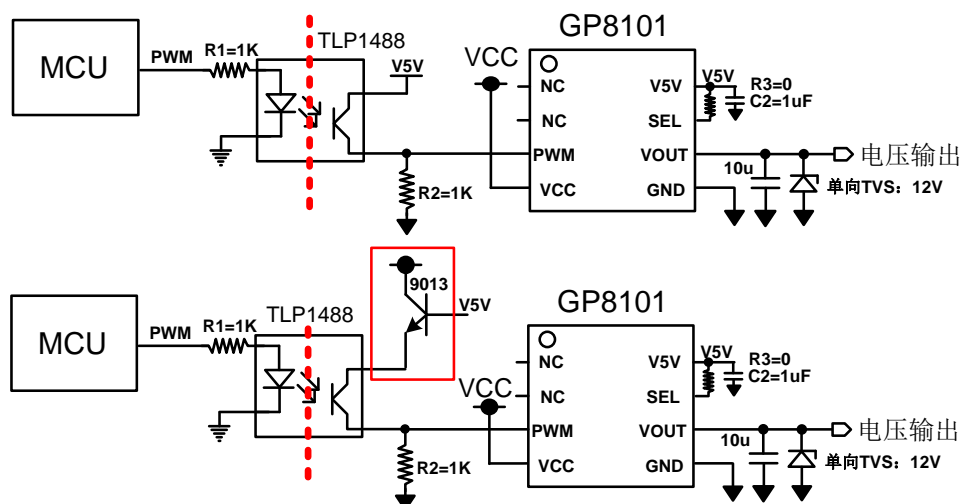 GP8101
TLP1488
MCU
PWM
R1=1K
V5V
VCC
NC
NC
PWM
VCC
V5V
SEL
VOUT
GND
V5V
R3=0
C2=1uF
R2=1K
10u
电压输出
单向TVS：12V
9013
V5V
GP8101
TLP1488
MCU
PWM
R1=1K
VCC
NC
NC
PWM
VCC
V5V
SEL
VOUT
GND
V5V
R3=0
C2=1uF
R2=1K
10u
电压输出
单向TVS：12V